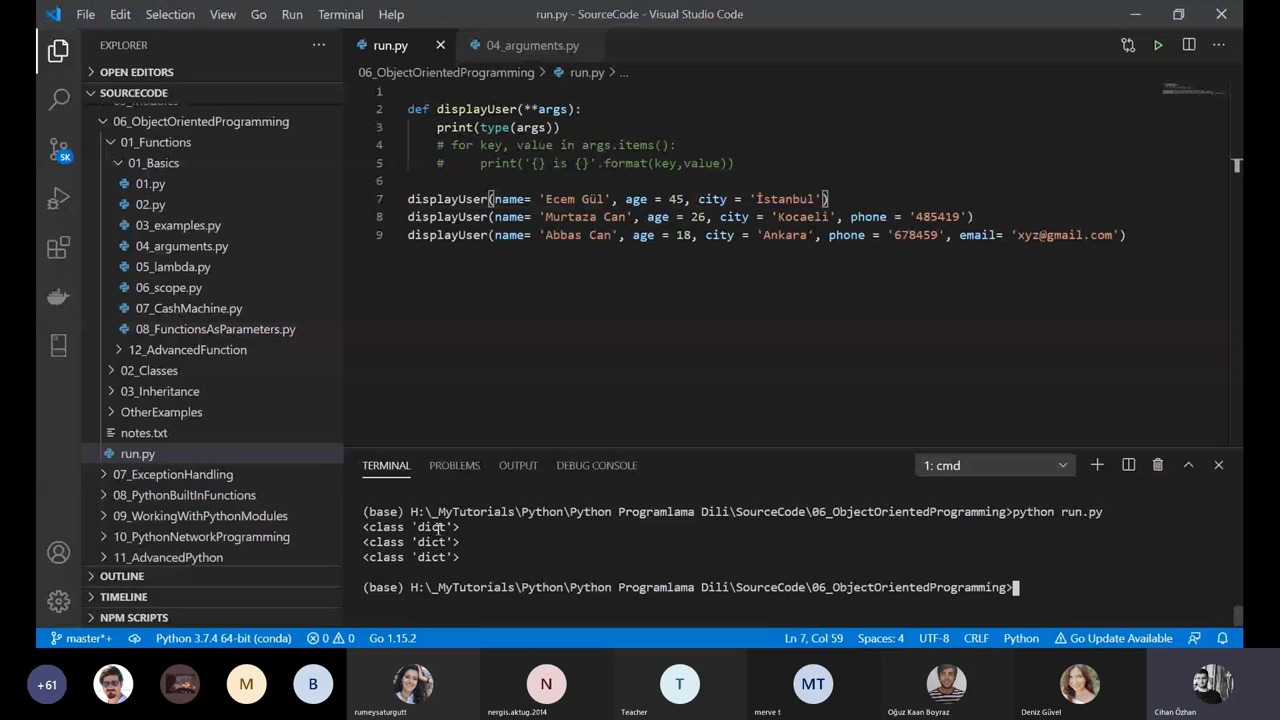 File Edit Selection View Go Run Terminal Help run.py - SourceCode - Visual Studio Code
EXPLORER
OPEN EDITORS
SOURCECODE
06_ObjectOrientedProgramming
01_Functions
01_Basics
01.py
02.py
03_examples.py
04_arguments.py
05_lambda.py
06_scope.py
07_CashMachine.py
08_FunctionsAsParameters.py
12_AdvancedFunction
02_Classes
03_Inheritance
OtherExamples
notes.txt
run.py
07_ExceptionHandling
08_PythonBuiltInFunctions
09_WorkingWithPythonModules
10_PythonNetworkProgramming
11_AdvancedPython
OUTLINE
TIMELINE
NPM SCRIPTS
run.py 04_arguments.py
06_ObjectOrientedProgramming > run.py > ...
1
2 def displayUser(**args):
3 print(type(args))
4 # for key, value in args.items():
5 # print('{} is {}'.format(key,value))
6
7 displayUser(name= 'Ecem Gül', age = 45, city = 'İstanbul')
8 displayUser(name= 'Murtaza Can', age = 26, city = 'Kocaeli', phone = '485419')
9 displayUser(name= 'Abbas Can', age = 18, city = 'Ankara', phone = '678459', email= 'xyz@gmail.com')
TERMINAL PROBLEMS OUTPUT DEBUG CONSOLE 1: cmd
(base) H:\_MyTutorials\Python\Python Programlama Dili\SourceCode\06_ObjectOrientedProgramming>python run.py
<class 'dict'>
<class 'dict'>
<class 'dict'>
(base) H:\_MyTutorials\Python\Python Programlama Dili\SourceCode\06_ObjectOrientedProgramming>
5K
master*+ Python 3.7.4 64-bit (conda) 0 0 Go 1.15.2 Ln 7, Col 59 Spaces: 4 UTF-8 CRLF Python Go Update Available
+61 M B N T MT
rumeysaturgutt nergis.aktug.2014 Teacher merve t Oğuz Kaan Boyraz Deniz Güvel Cihan Özhan